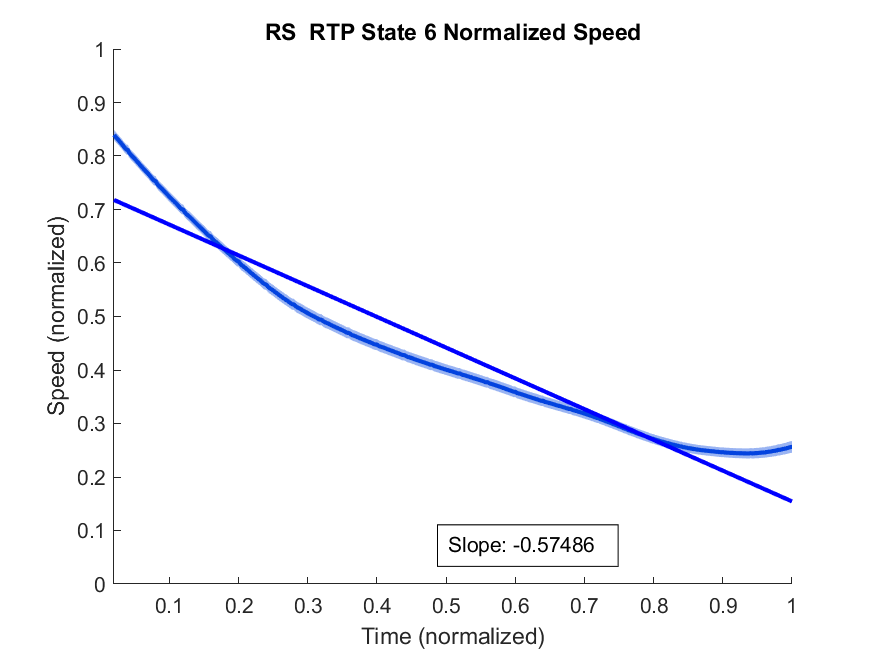 RS  RTP State 6 Normalized Speed
1
0.9
0.8
0.7
0.6
0.5
0.4
0.3
0.2
0.1
0
Speed (normalized)
Slope: -0.57486
0.1 0.2 0.3 0.4 0.5 0.6 0.7 0.8 0.9 1
Time (normalized)